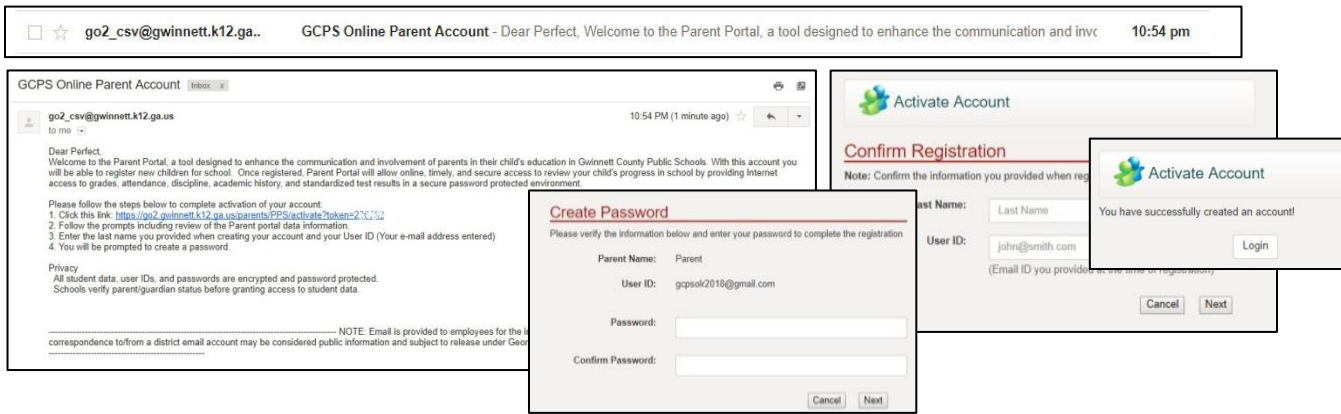 go2_csv@gwinnett.k12.ga.. GCPS Online Parent Account - Dear Perfect, Welcome to the Parent Portal, a tool designed to enhance the communication and invo 10:54 pm
GCPS Online Parent Account Inbox x
go2_csv@gwinnett.k12.ga.us 10:54 PM (1 minute ago)
to me
Dear Perfect,
Welcome to the Parent Portal, a tool designed to enhance the communication and involvement of parents in their child's education in Gwinnett County Public Schools. With this account you
will be able to register new children for school. Once registered, Parent Portal will allow online, timely, and secure access to review your child's progress in school by providing Internet
access to grades, attendance, discipline, academic history, and standardized test results in a secure password protected environment.
Please follow the steps below to complete activation of your account:
1. Click this link: https://go2.gwinnett.k12.ga.us/parents/PPS/activate?token=
2. Follow the prompts including review of the Parent portal data information.
3. Enter the last name you provided when creating your account and your User ID (Your e-mail address entered)
4. You will be prompted to create a password.
Privacy
All student data, user IDs, and passwords are encrypted and password protected.
Schools verify parent/guardian status before granting access to student data.
NOTE: Email is provided to employees for the
correspondence to/from a district email account may be considered public information and subject to release under
Create Password
Please verify the information below and enter your password to complete the registration
Parent Name: Parent
User ID: gcpsolr2018@gmail.com
Password:
Confirm Password:
Cancel Next
Activate Account
Confirm Registration
Note: Confirm the information you provided when
Name: Last Name
User ID: john@smith.com
(Email ID you provided at the time of registration)
Cancel Next
Activate Account
You have successfully created an account!
Login